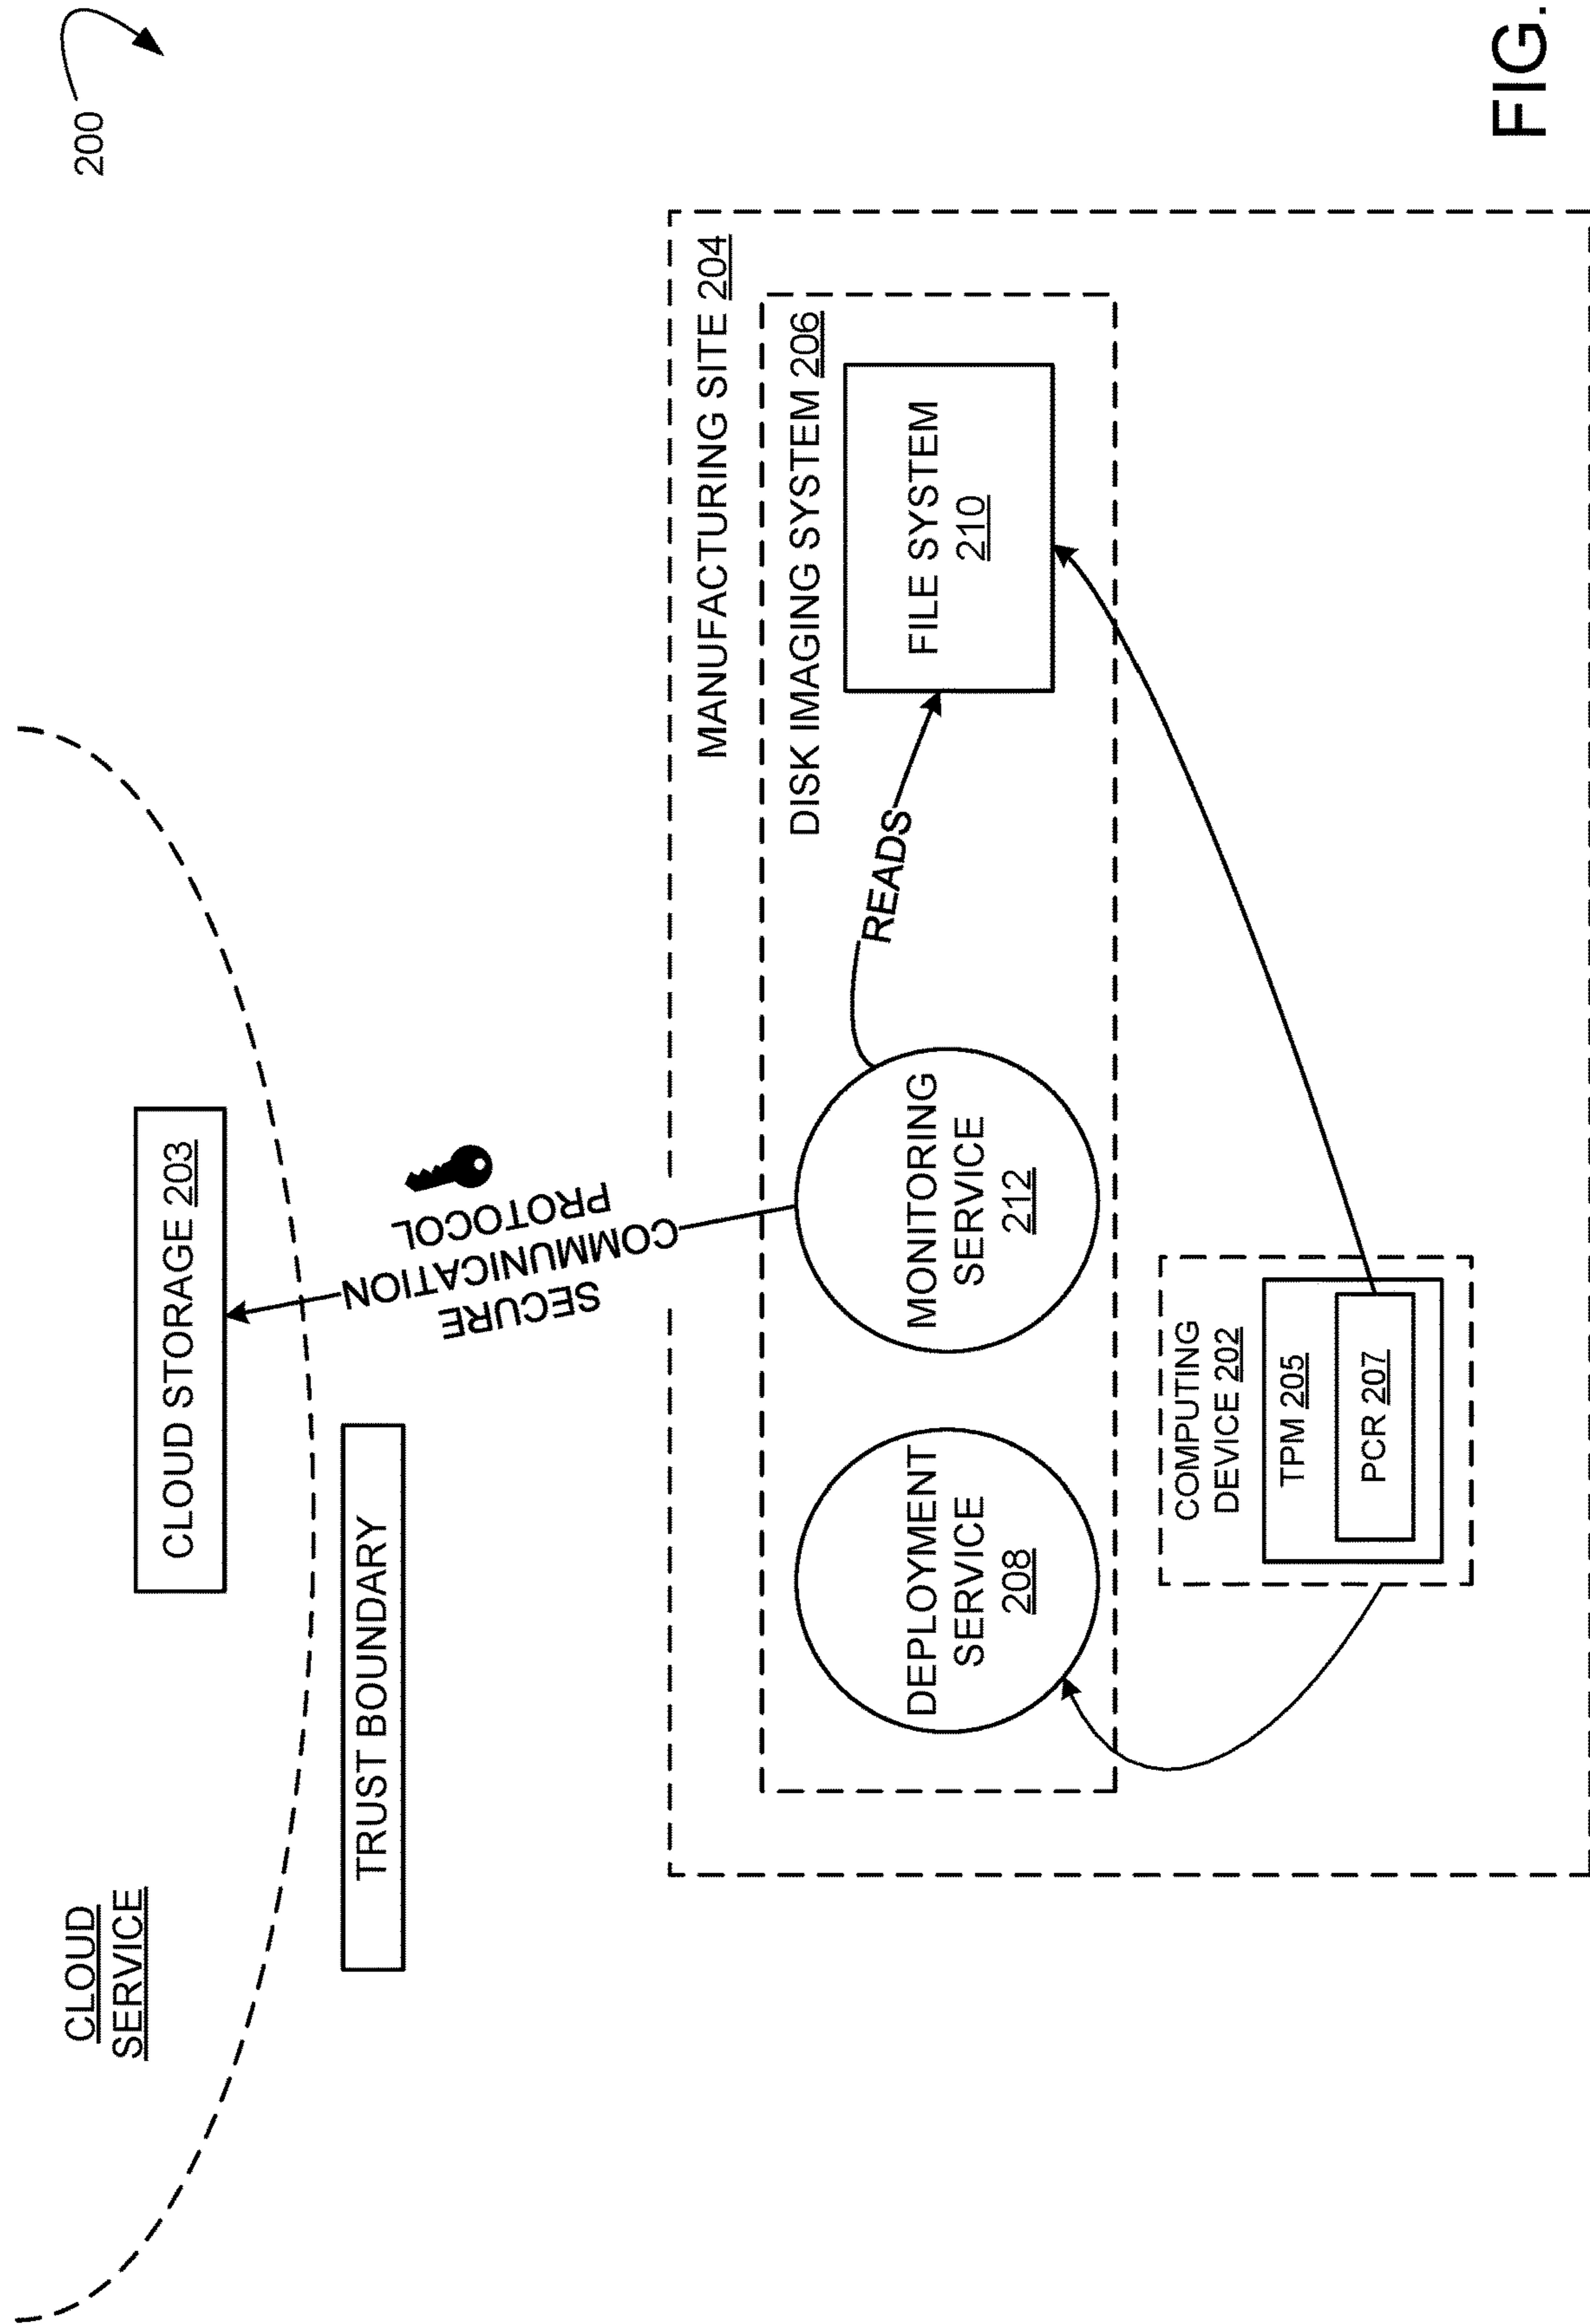 200
CLOUD
SERVICE
CLOUD STORAGE 203
TRUST BOUNDARY
SECURE
COMMUNICATION
PROTOCOL
MANUFACTURING SITE 204
DISK IMAGING SYSTEM 206
DEPLOYMENT
SERVICE
208
MONITORING
SERVICE
212
READS
FILE SYSTEM
210
COMPUTING
DEVICE 202
TPM 205
PCR 207
FIG.